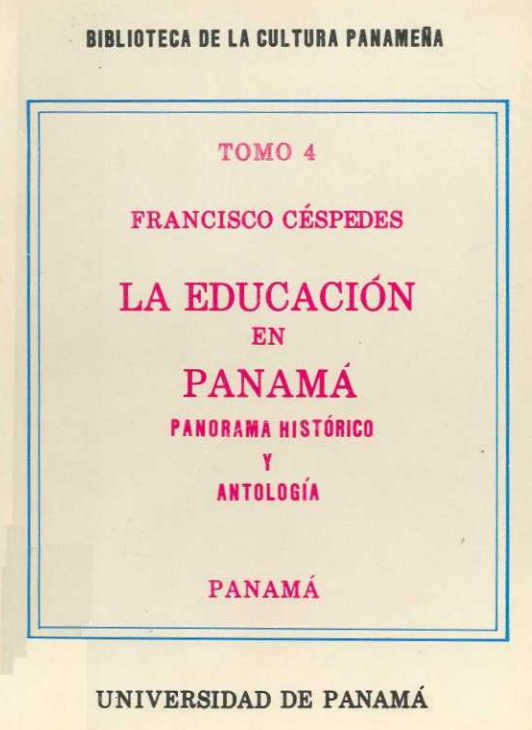 BIBLIOTECA DE LA CULTURA PANAMEÑA
TOMO 4
FRANCISCO CÉSPEDES
LA EDUCACIÓN
EN
PANAMÁ
PANORAMA HISTÓRICO
Y
ANTOLOGÍA
PANAMÁ
UNIVERSIDAD DE PANAMÁ